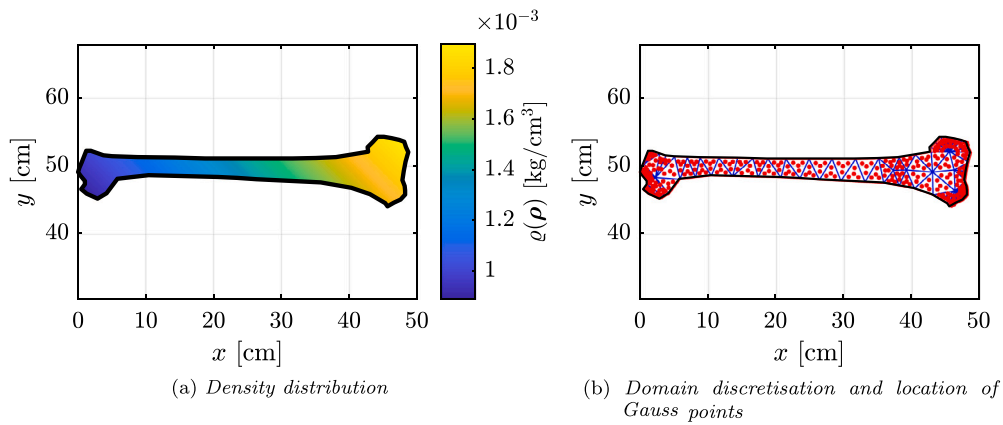 ×10⁻³
60
50
40
y [cm]
0 10 20 30 40 50
x [cm]
1.8
1.6
1.4
1.2
1
ϱ(ρ) [kg/cm³]
(a) Density distribution
60
50
40
y [cm]
0 10 20 30 40 50
x [cm]
(b) Domain discretisation and location of
Gauss points